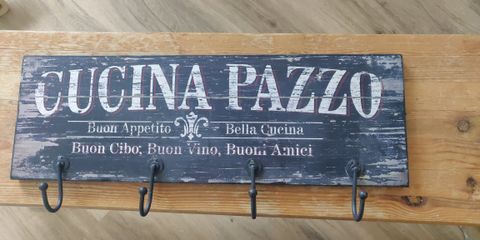 CUCINA PAZZO
Buon Appetito Bella Cucina
Buon Cibo, Buon Vino, Buoni Amici